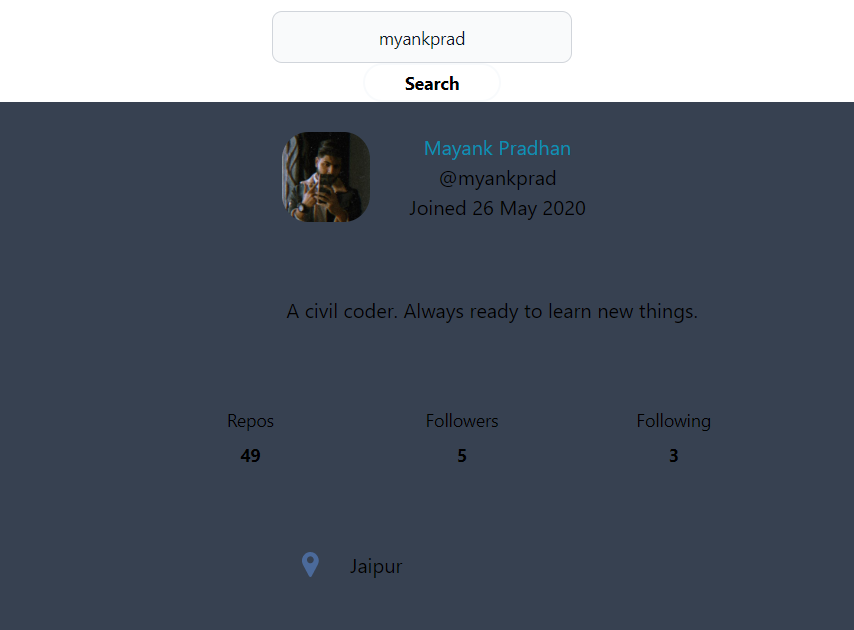 myankprad
Search
Mayank Pradhan
@myankprad
Joined 26 May 2020
A civil coder. Always ready to learn new things.
Repos Followers Following
49 5 3
Jaipur